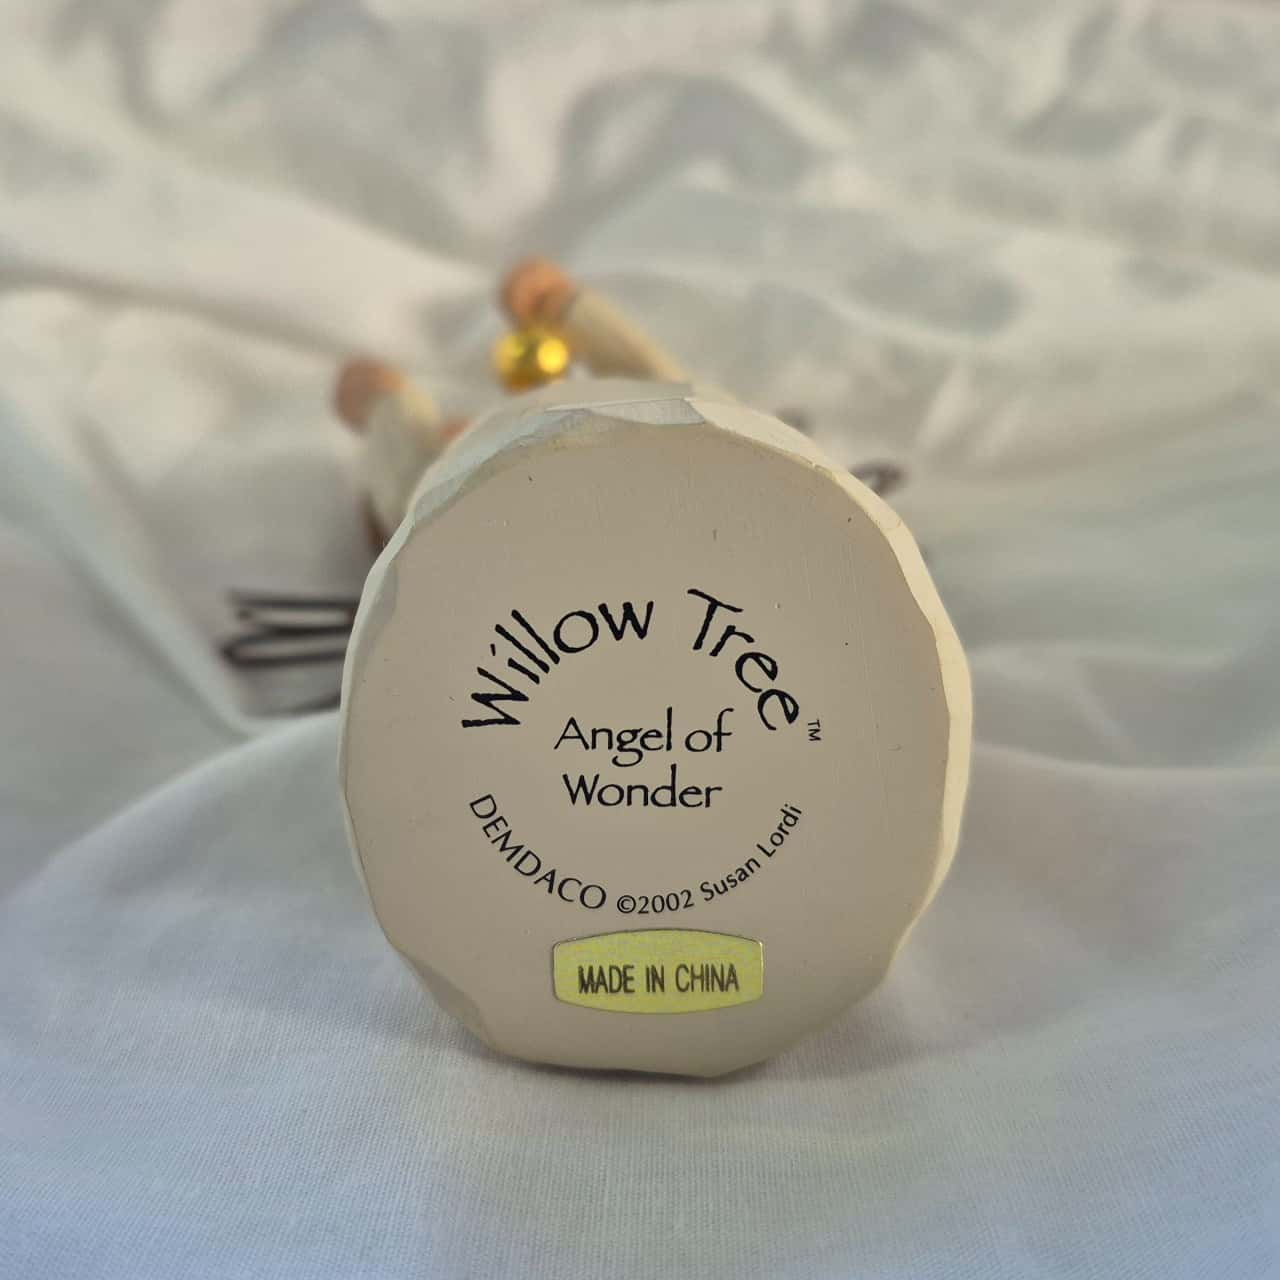 Willow Tree™
Angel of
Wonder
DEMDACO ©2002 Susan Lordi
MADE IN CHINA